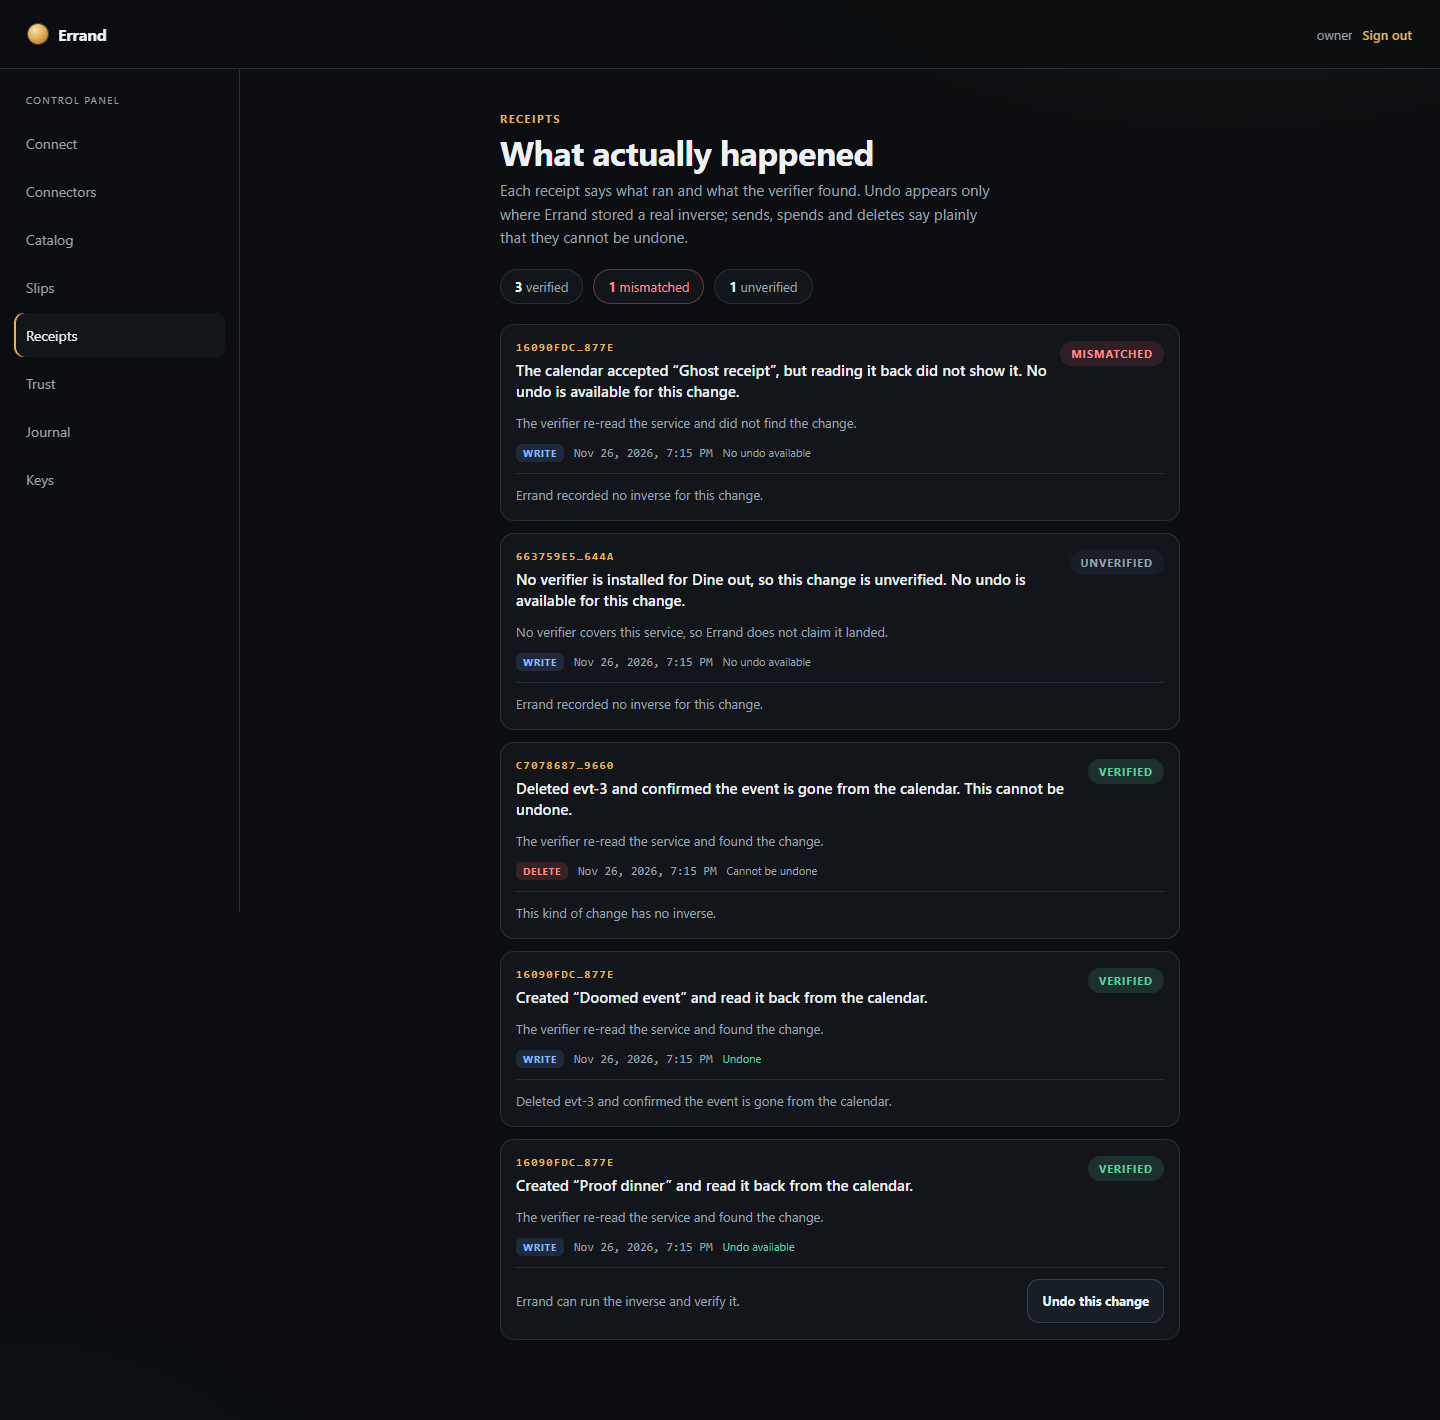 Errand
owner Sign out
CONTROL PANEL
Connect
Connectors
Catalog
Slips
Receipts
Trust
Journal
Keys
RECEIPTS
What actually happened
Each receipt says what ran and what the verifier found. Undo appears only
where Errand stored a real inverse; sends, spends and deletes say plainly
that they cannot be undone.
3 verified
1 mismatched
1 unverified
16090FDC_877E
MISMATCHED
The calendar accepted “Ghost receipt”, but reading it back did not show it. No
undo is available for this change.
The verifier re-read the service and did not find the change.
WRITE Nov 26, 2026, 7:15 PM No undo available
Errand recorded no inverse for this change.
663759E5_644A
UNVERIFIED
No verifier is installed for Dine out, so this change is unverified. No undo is
available for this change.
No verifier covers this service, so Errand does not claim it landed.
WRITE Nov 26, 2026, 7:15 PM No undo available
Errand recorded no inverse for this change.
C7078687_9660
VERIFIED
Deleted evt-3 and confirmed the event is gone from the calendar. This cannot be
undone.
The verifier re-read the service and found the change.
DELETE Nov 26, 2026, 7:15 PM Cannot be undone
This kind of change has no inverse.
16090FDC_877E
VERIFIED
Created “Doomed event” and read it back from the calendar.
The verifier re-read the service and found the change.
WRITE Nov 26, 2026, 7:15 PM Undone
Deleted evt-3 and confirmed the event is gone from the calendar.
16090FDC_877E
VERIFIED
Created “Proof dinner” and read it back from the calendar.
The verifier re-read the service and found the change.
WRITE Nov 26, 2026, 7:15 PM Undo available
Errand can run the inverse and verify it.
Undo this change